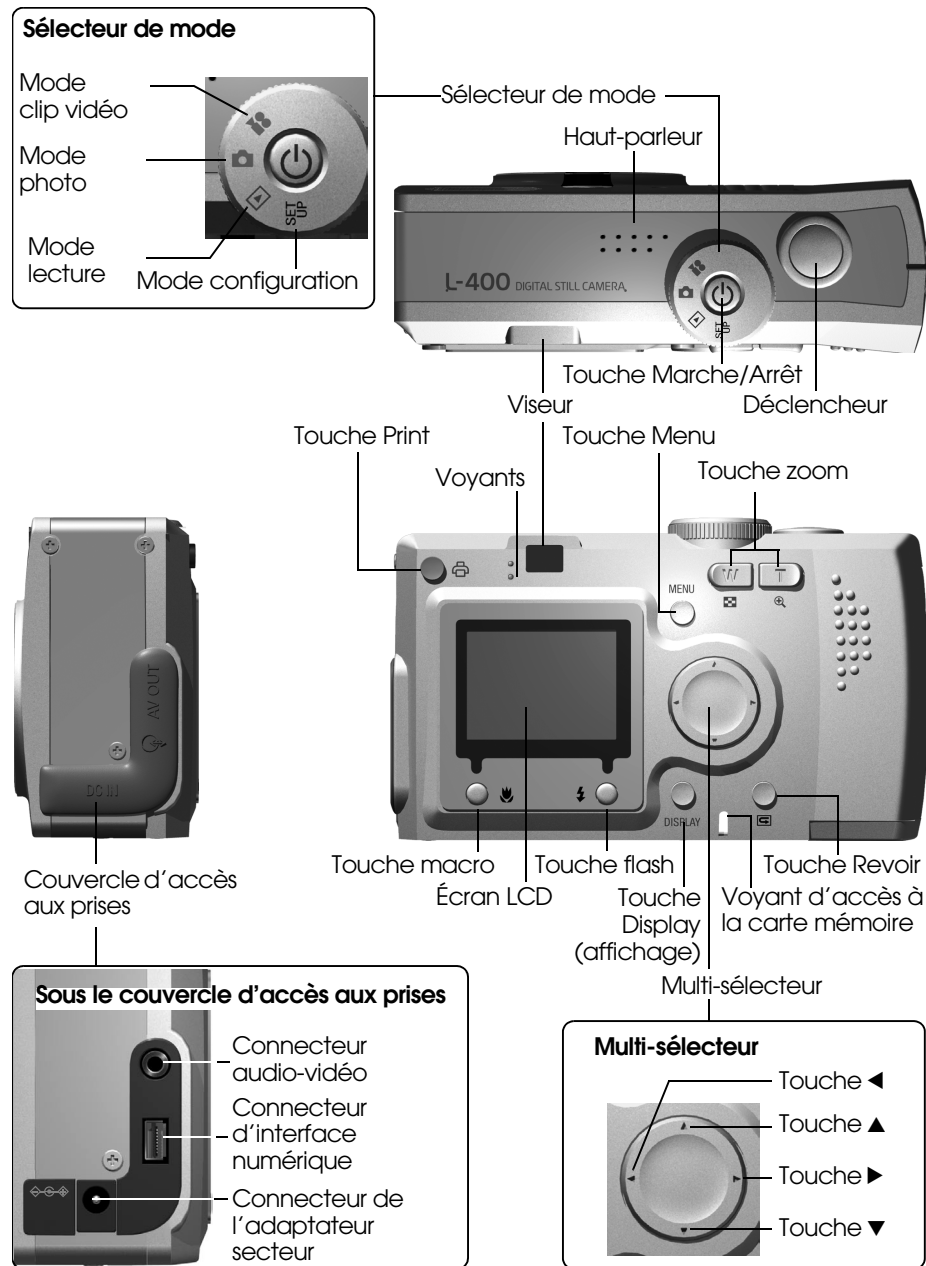 Sélecteur de mode
Mode
clip vidéo
Mode
photo
Mode
lecture
SET
UP
Mode configuration
Sélecteur de mode
Haut-parleur
L-400 DIGITAL STILL CAMERA
SET
UP
Touche Marche/Arrêt
Viseur
Déclencheur
Touche Print
Touche Menu
Voyants
Touche zoom
W
T
MENU
AV OUT
DC IN
DISPLAY
Touche macro
Touche flash
Touche Revoir
Écran LCD
Touche
Display
(affichage)
Voyant d'accès à
la carte mémoire
Couvercle d'accès
aux prises
Multi-sélecteur
Sous le couvercle d'accès aux prises
Connecteur
audio-vidéo
Connecteur
d'interface
numérique
Connecteur de
l'adaptateur
secteur
Multi-sélecteur
Touche ◀
Touche ▲
Touche ▶
Touche ▼